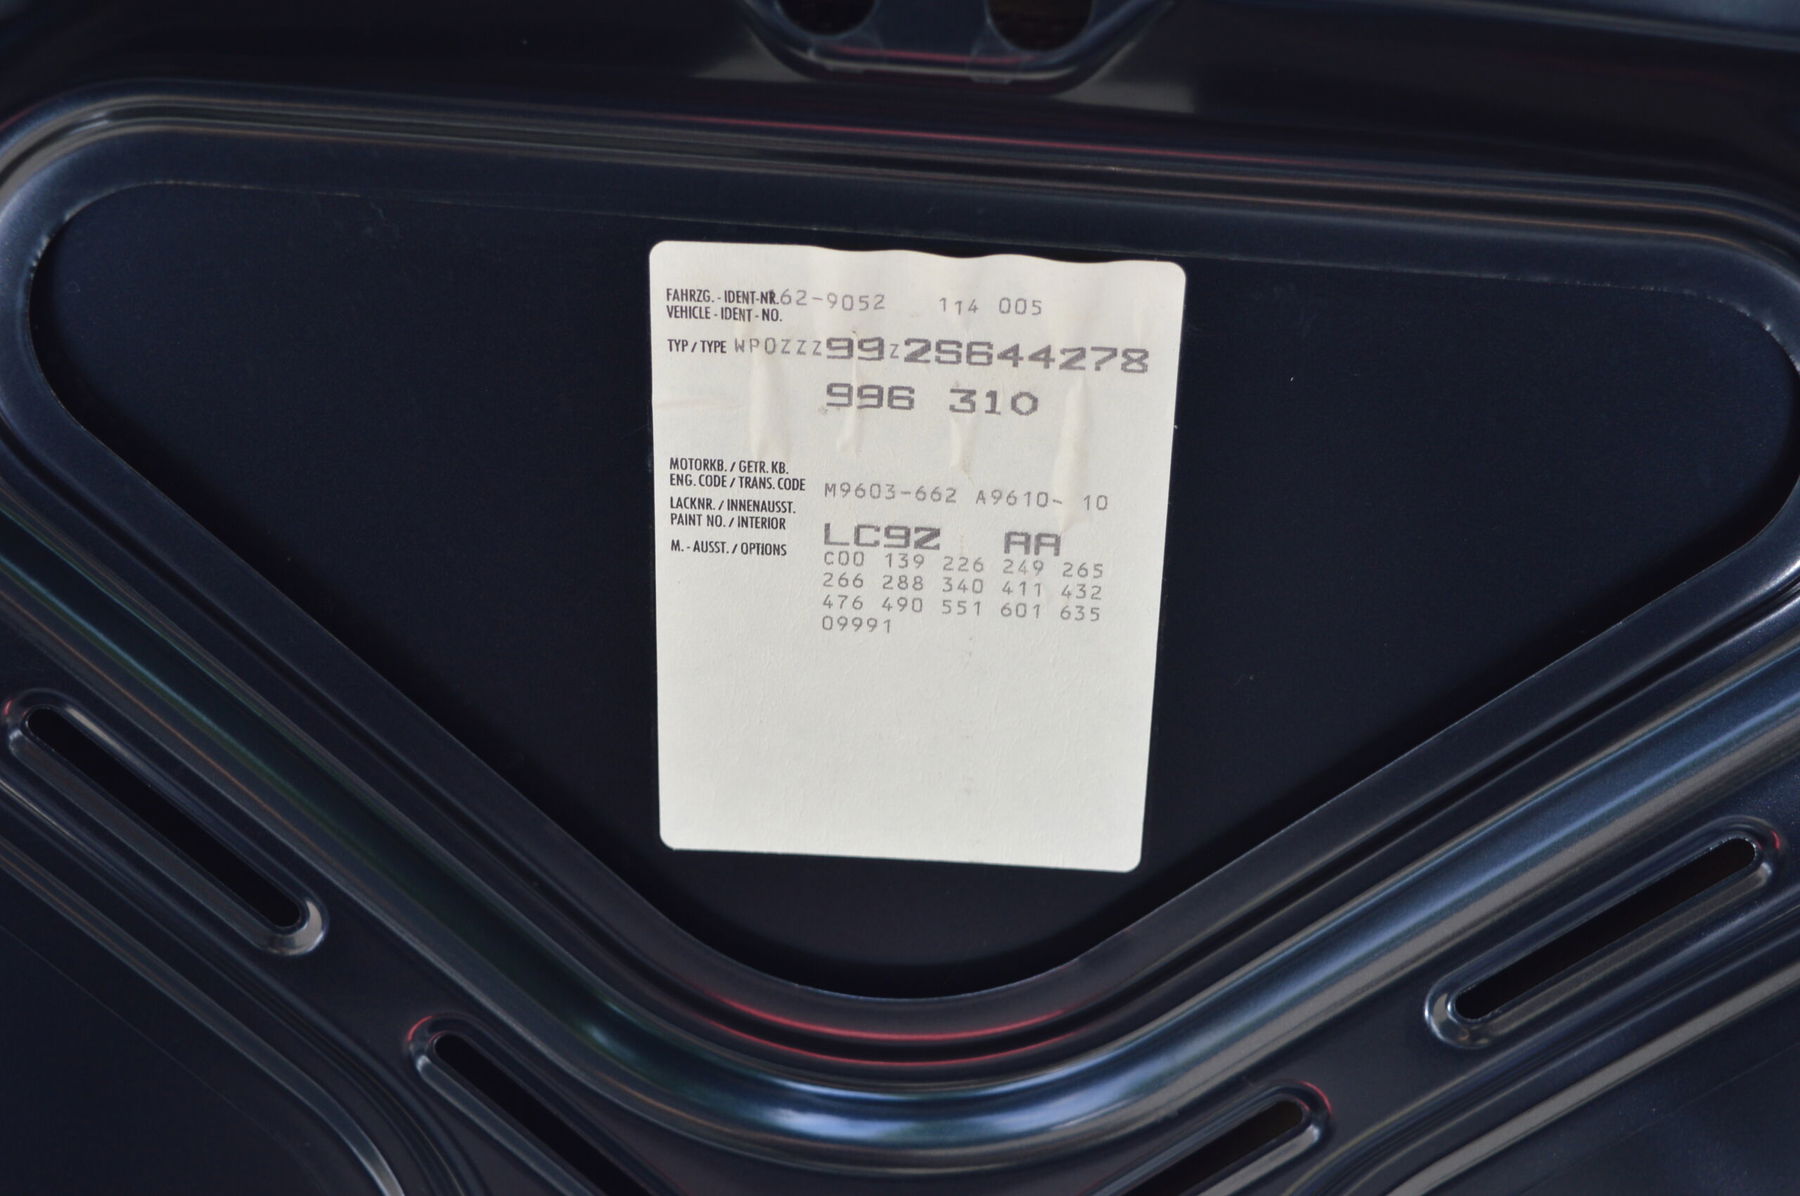 FAHRZG. - IDENT-NR. 62-9052 114 005
VEHICLE - IDENT - NO.
TYP / TYPE WP0ZZZ99Z2S644278
996 310
MOTORKB. / GETR. KB.
ENG. CODE / TRANS. CODE M9603-662 A9610- 10
LACKNR. / INNENAUSST.
PAINT NO. / INTERIOR LC9Z AA
M. - AUSST. / OPTIONS C00 139 226 249 265
266 288 340 411 432
476 490 551 601 635
09991